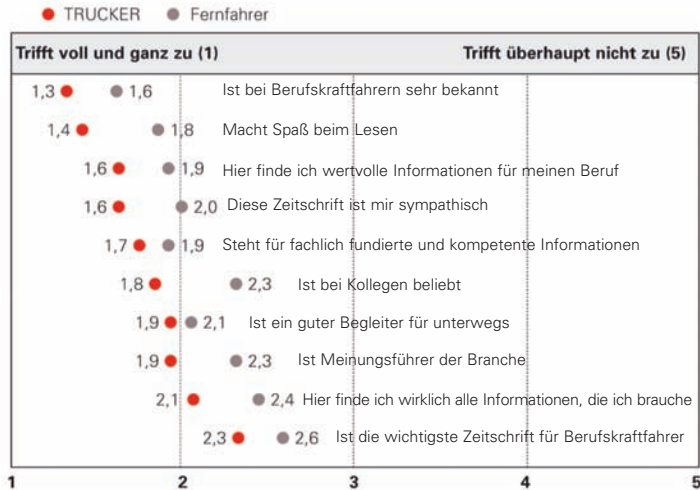 TRUCKER Fernfahrer
Trifft voll und ganz zu (1) Trifft überhaupt nicht zu (5)
1,3 1,6 Ist bei Berufskraftfahrern sehr bekannt
1,4 1,8 Macht Spaß beim Lesen
1,6 1,9 Hier finde ich wertvolle Informationen für meinen Beruf
1,6 2,0 Diese Zeitschrift ist mir sympathisch
1,7 1,9 Steht für fachlich fundierte und kompetente Informationen
1,8 2,3 Ist bei Kollegen beliebt
1,9 2,1 Ist ein guter Begleiter für unterwegs
1,9 2,3 Ist Meinungsführer der Branche
2,1 2,4 Hier finde ich wirklich alle Informationen, die ich brauche
2,3 2,6 Ist die wichtigste Zeitschrift für Berufskraftfahrer
1 2 3 4 5